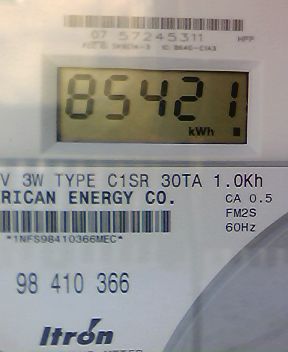 07 57245311
85421
kWh
V 3W TYPE C1SR 30TA 1.0Kh
RICAN ENERGY CO.
CA 0.5
FM2S
60Hz
*1NFS98410366MEC*
98 410 366
Itrón